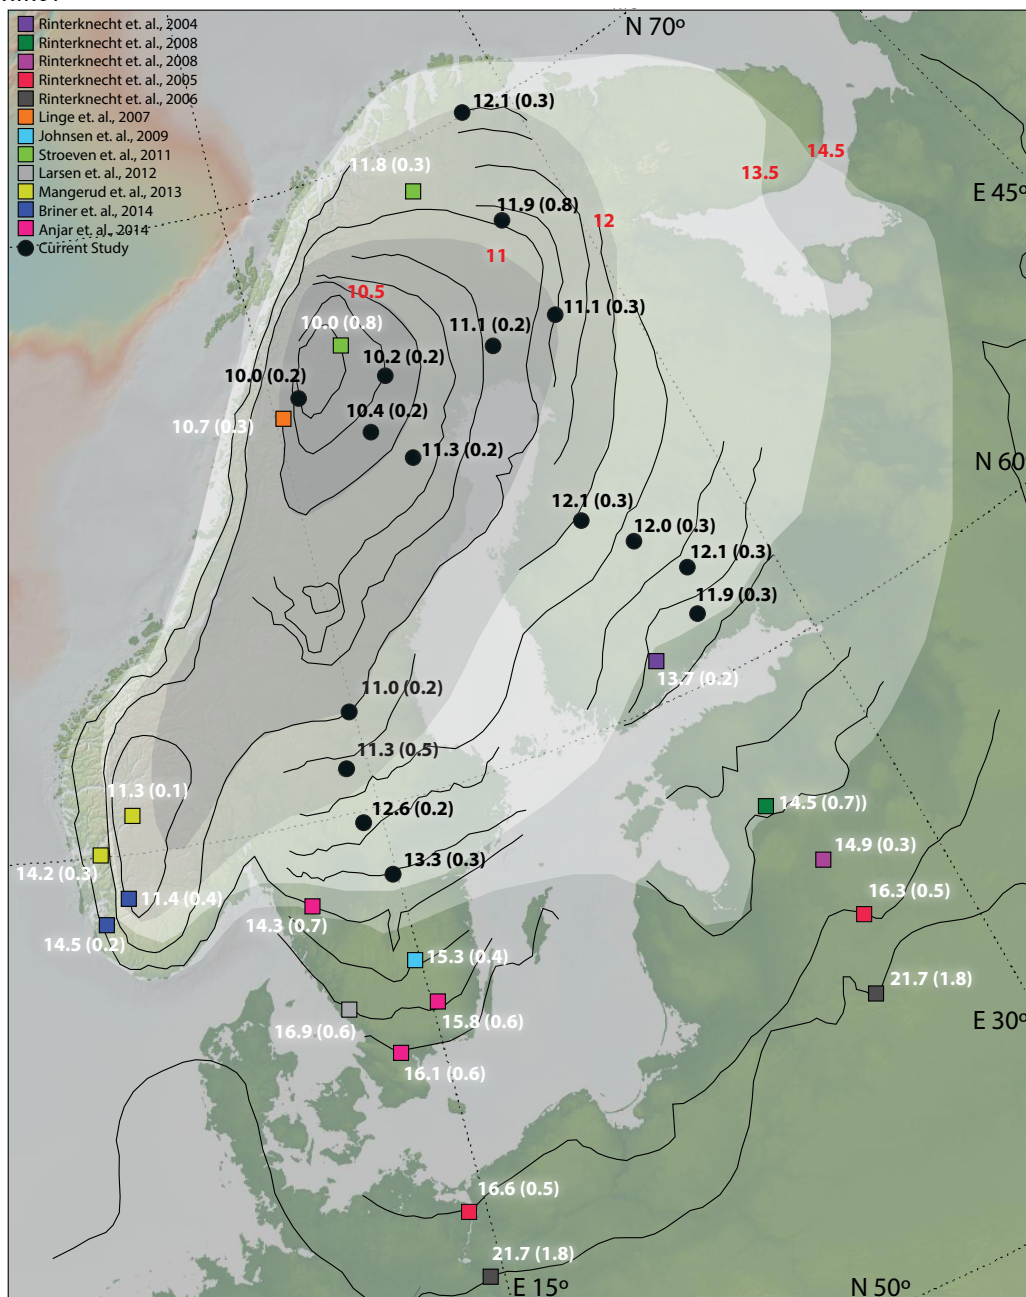 N 70º
Rinterknecht et. al., 2004
Rinterknecht et. al., 2008
Rinterknecht et. al., 2008
Rinterknecht et. al., 2005
Rinterknecht et. al., 2006
Linge et. al., 2007
Johnsen et. al., 2009
Stroeven et. al., 2011
Larsen et. al., 2012
Mangerud et. al., 2013
Briner et. al., 2014
Anjar et. al., 2014
Current Study
12.1 (0.3)
14.5
11.8 (0.3)
13.5
E 45º
11.9 (0.8)
12
11
10.5
11.1 (0.3)
10.0 (0.8)
11.1 (0.2)
10.2 (0.2)
10.0 (0.2)
10.4 (0.2)
10.7 (0.3)
11.3 (0.2)
N 60
12.1 (0.3)
12.0 (0.3)
12.1 (0.3)
11.9 (0.3)
13.7 (0.2)
11.0 (0.2)
11.3 (0.5)
11.3 (0.1)
14.5 (0.7))
12.6 (0.2)
14.9 (0.3)
13.3 (0.3)
14.2 (0.3)
16.3 (0.5)
11.4 (0.4)
14.3 (0.7)
14.5 (0.2)
15.3 (0.4)
21.7 (1.8)
15.8 (0.6)
E 30º
16.9 (0.6)
16.1 (0.6)
16.6 (0.5)
21.7 (1.8)
E 15º
N 50º